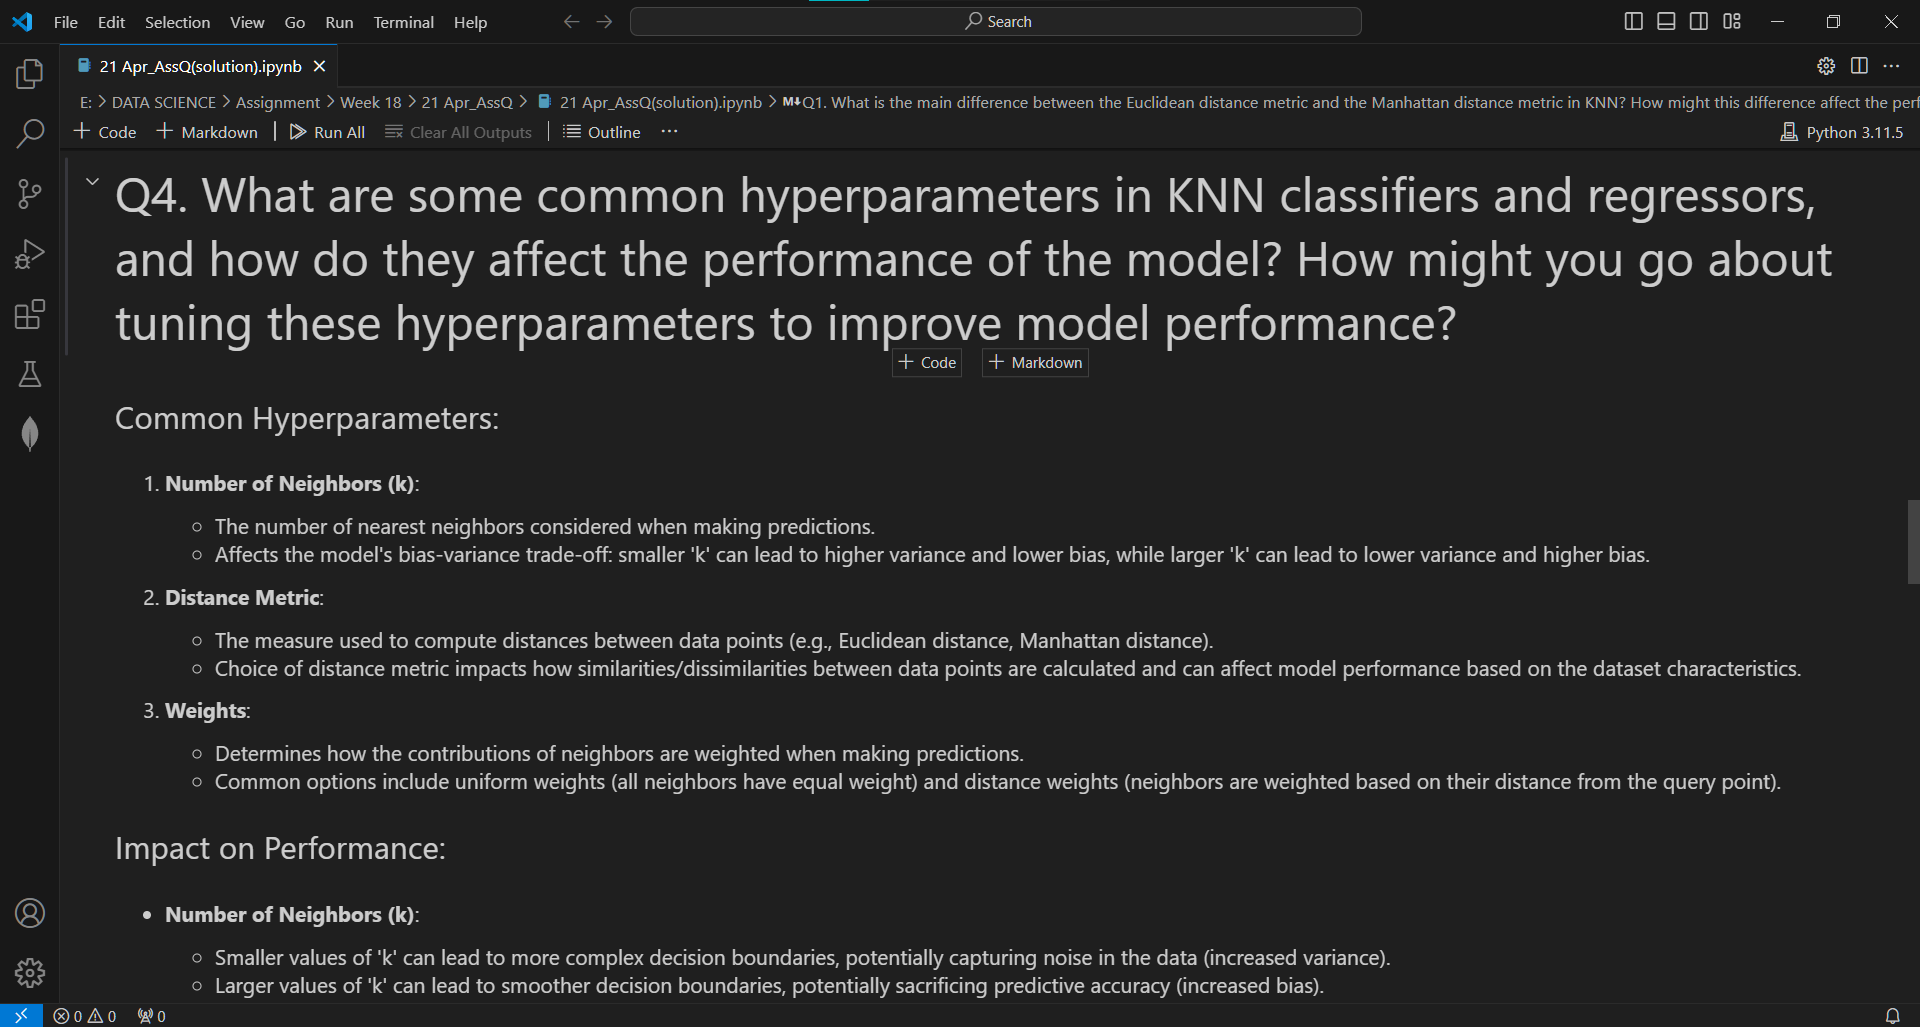 File Edit Selection View Go Run Terminal Help
Search
21 Apr_AssQ(solution).ipynb
E: > DATA SCIENCE > Assignment > Week 18 > 21 Apr_AssQ > 21 Apr_AssQ(solution).ipynb > M↓Q1. What is the main difference between the Euclidean distance metric and the Manhattan distance metric in KNN? How might this difference affect the perf
+ Code + Markdown | Run All Clear All Outputs | Outline ...
Python 3.11.5
Q4. What are some common hyperparameters in KNN classifiers and regressors,
and how do they affect the performance of the model? How might you go about
tuning these hyperparameters to improve model performance?
+ Code + Markdown
Common Hyperparameters:
1. Number of Neighbors (k):
○ The number of nearest neighbors considered when making predictions.
○ Affects the model's bias-variance trade-off: smaller 'k' can lead to higher variance and lower bias, while larger 'k' can lead to lower variance and higher bias.
2. Distance Metric:
○ The measure used to compute distances between data points (e.g., Euclidean distance, Manhattan distance).
○ Choice of distance metric impacts how similarities/dissimilarities between data points are calculated and can affect model performance based on the dataset characteristics.
3. Weights:
○ Determines how the contributions of neighbors are weighted when making predictions.
○ Common options include uniform weights (all neighbors have equal weight) and distance weights (neighbors are weighted based on their distance from the query point).
Impact on Performance:
• Number of Neighbors (k):
○ Smaller values of 'k' can lead to more complex decision boundaries, potentially capturing noise in the data (increased variance).
○ Larger values of 'k' can lead to smoother decision boundaries, potentially sacrificing predictive accuracy (increased bias).
0 0 0